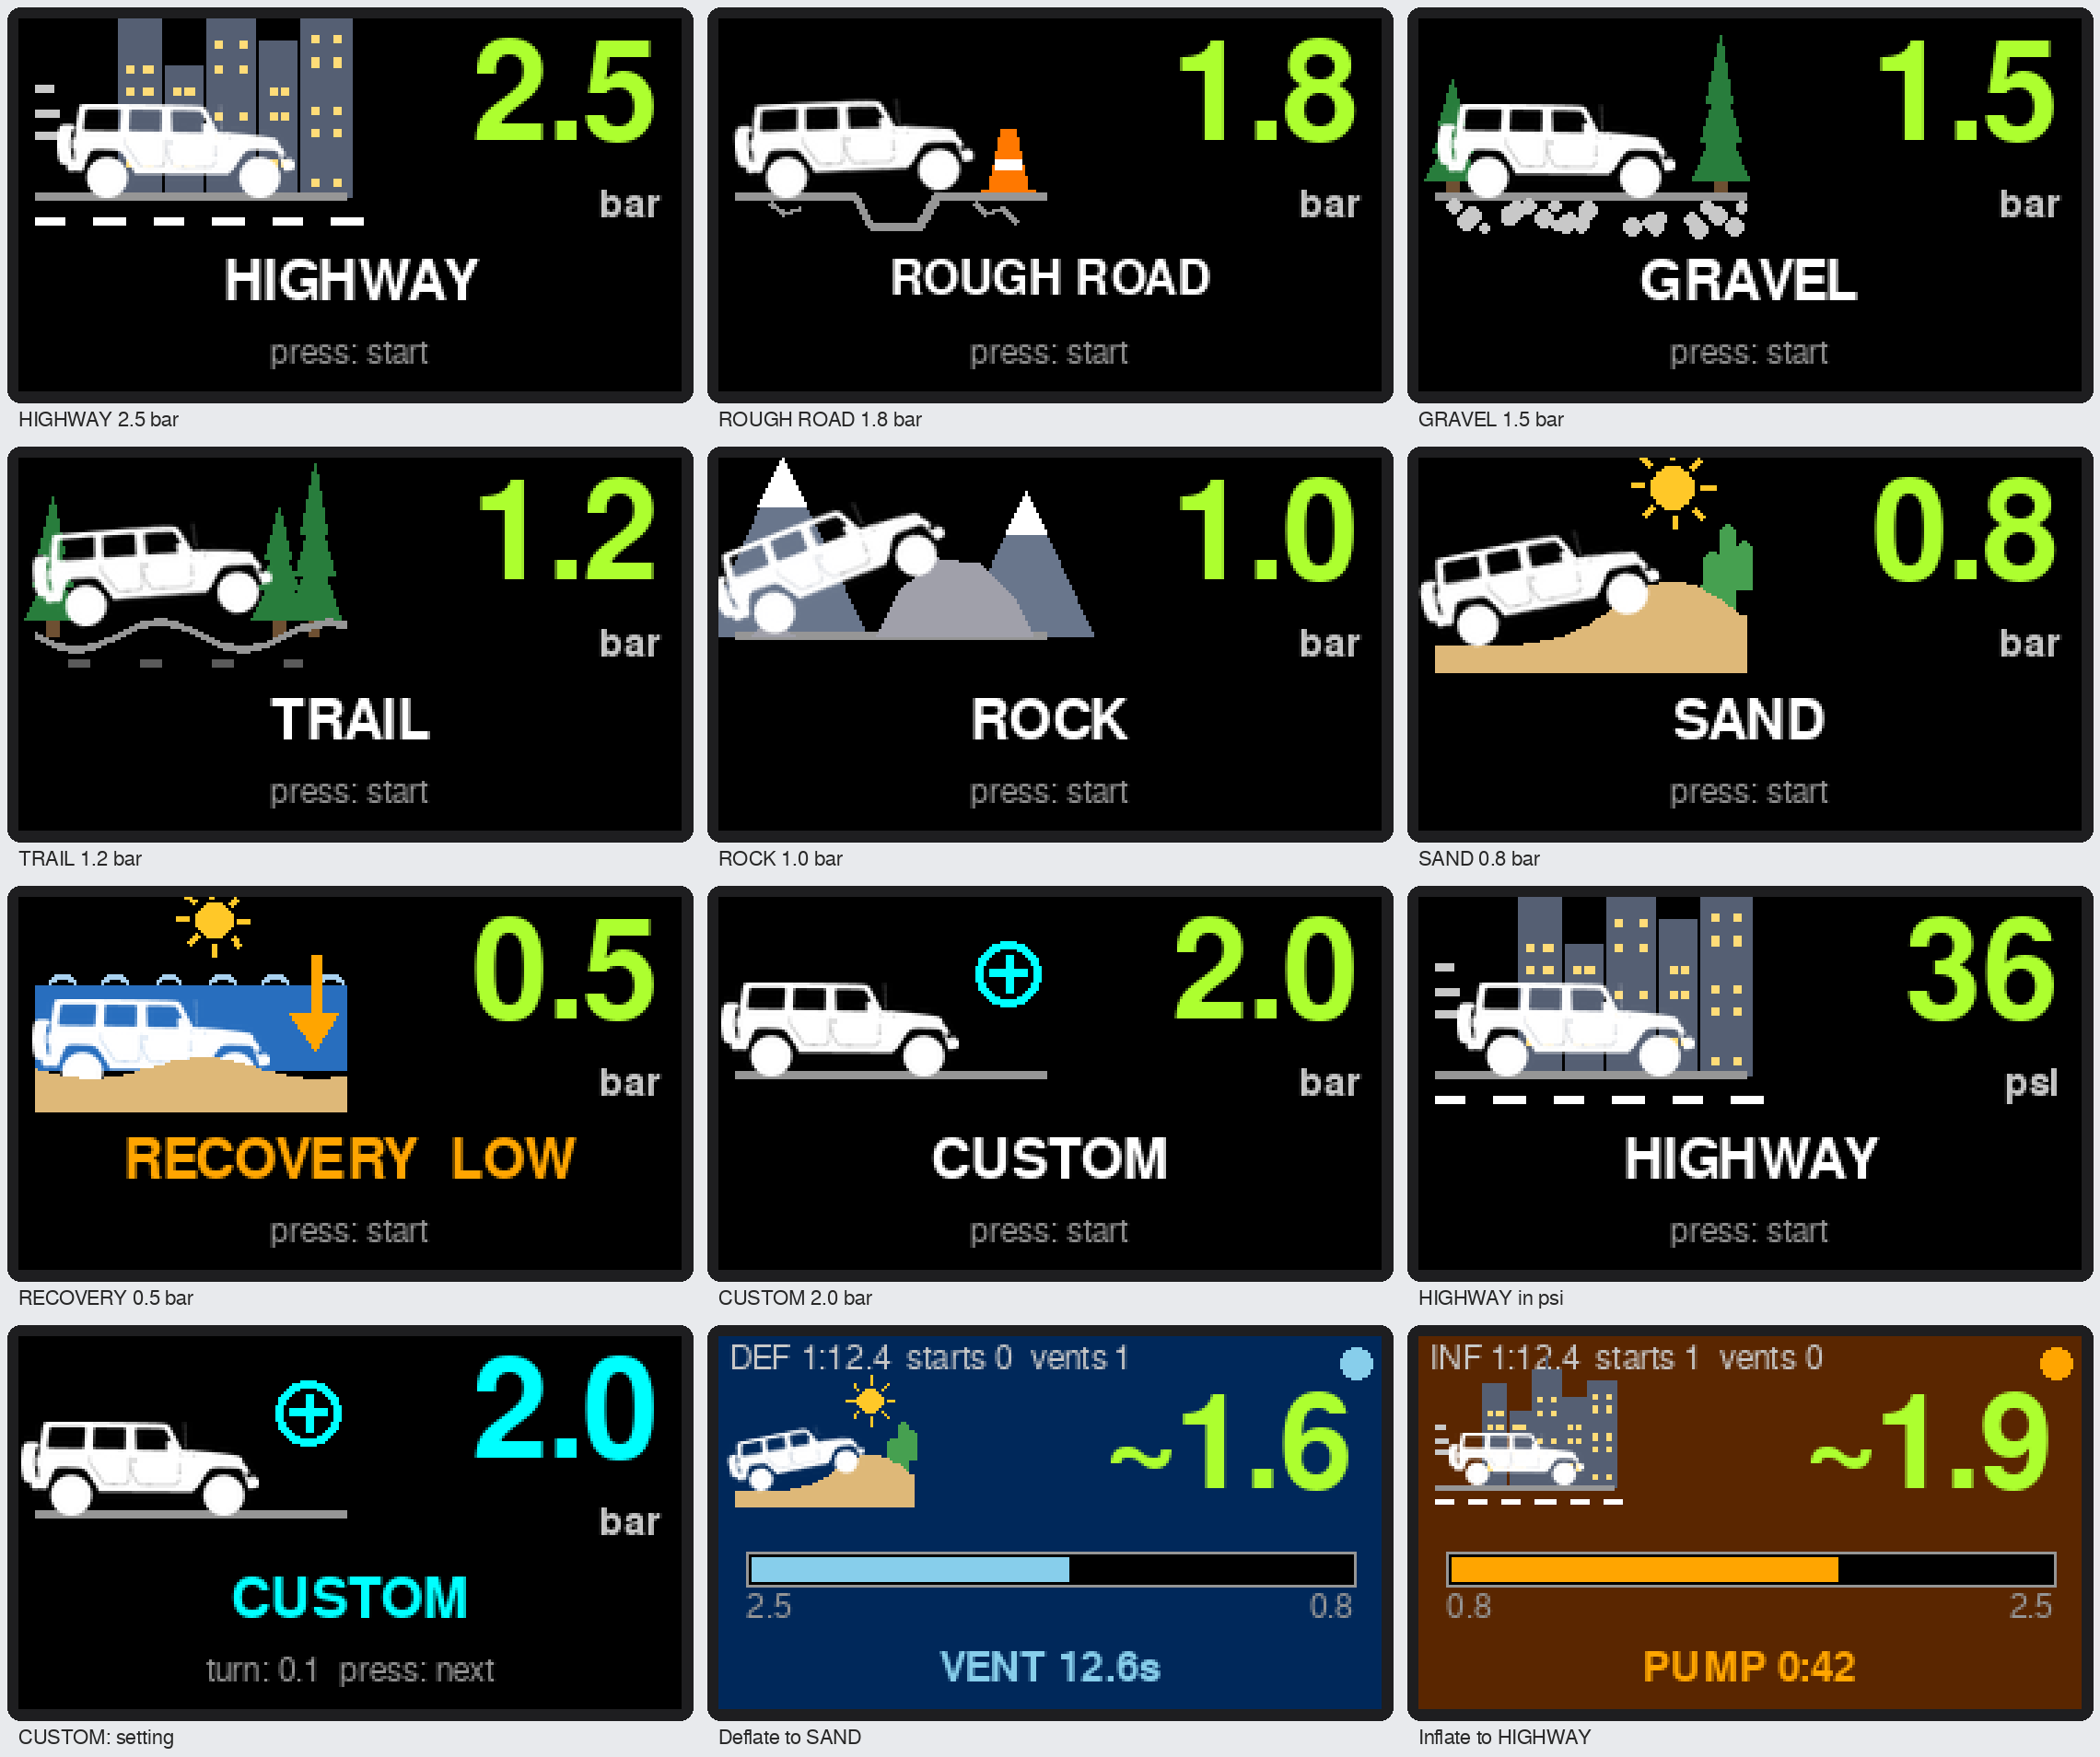 2.5
bar
HIGHWAY
press: start
HIGHWAY 2.5 bar
1.8
bar
ROUGH ROAD
press: start
ROUGH ROAD 1.8 bar
1.5
bar
GRAVEL
press: start
GRAVEL 1.5 bar
1.2
bar
TRAIL
press: start
TRAIL 1.2 bar
1.0
bar
ROCK
press: start
ROCK 1.0 bar
0.8
bar
SAND
press: start
SAND 0.8 bar
0.5
bar
RECOVERY LOW
press: start
RECOVERY 0.5 bar
2.0
bar
CUSTOM
press: start
CUSTOM 2.0 bar
36
psl
HIGHWAY
press: start
HIGHWAY in psi
2.0
bar
CUSTOM
turn: 0.1 press: next
CUSTOM: setting
DEF 1:12.4 starts 0 vents 1
~1.6
2.5 0.8
VENT 12.6s
Deflate to SAND
INF 1:12.4 starts 1 vents 0
~1.9
0.8 2.5
PUMP 0:42
Inflate to HIGHWAY